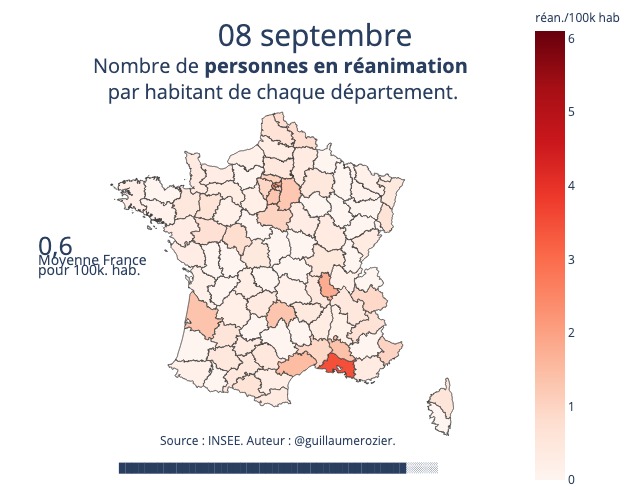 réan./100k hab
08 septembre
Nombre de personnes en réanimation
par habitant de chaque département.
6
5
4
3
2
1
0
0,6
Moyenne France
pour 100k. hab.
Source : INSEE. Auteur : @guillaumerozier.